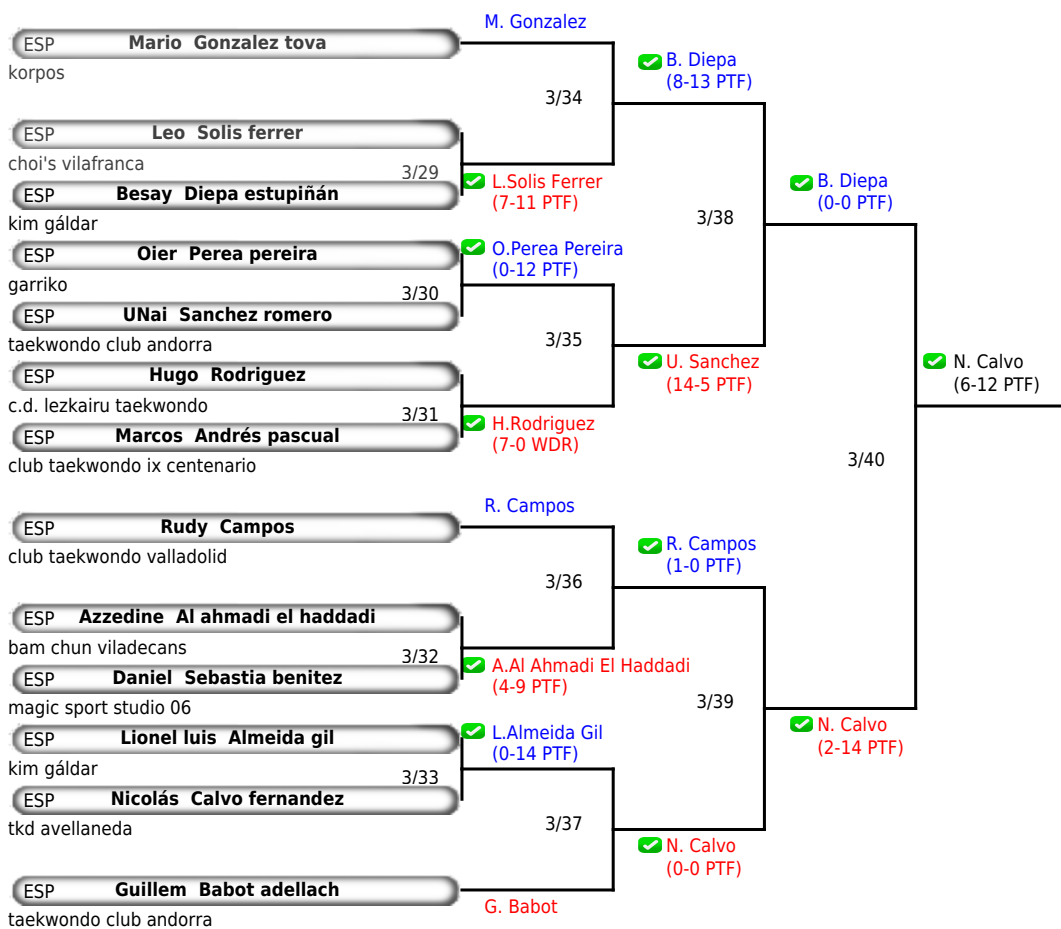 M. Gonzalez
ESP Mario Gonzalez tova
korpos
B. Diepa
(8-13 PTF)
3/34
ESP Leo Solis ferrer
choi's vilafranca
3/29
L.Solis Ferrer
(7-11 PTF)
B. Diepa
(0-0 PTF)
ESP Besay Diepa estupiñán
kim gáldar
3/38
ESP Oier Perea pereira
garriko
O.Perea Pereira
(0-12 PTF)
3/30
ESP UNai Sanchez romero
taekwondo club andorra
3/35
U. Sanchez
(14-5 PTF)
N. Calvo
(6-12 PTF)
ESP Hugo Rodriguez
c.d. lezkairu taekwondo
3/31
H.Rodriguez
(7-0 WDR)
ESP Marcos Andrés pascual
club taekwondo ix centenario
3/40
R. Campos
ESP Rudy Campos
club taekwondo valladolid
R. Campos
(1-0 PTF)
3/36
ESP Azzedine Al ahmadi el haddadi
bam chun viladecans
3/32
A.Al Ahmadi El Haddadi
(4-9 PTF)
ESP Daniel Sebastia benitez
magic sport studio 06
3/39
N. Calvo
(2-14 PTF)
ESP Lionel luis Almeida gil
kim gáldar
L.Almeida Gil
(0-14 PTF)
3/33
ESP Nicolás Calvo fernandez
tkd avellaneda
3/37
N. Calvo
(0-0 PTF)
ESP Guillem Babot adellach
taekwondo club andorra
G. Babot